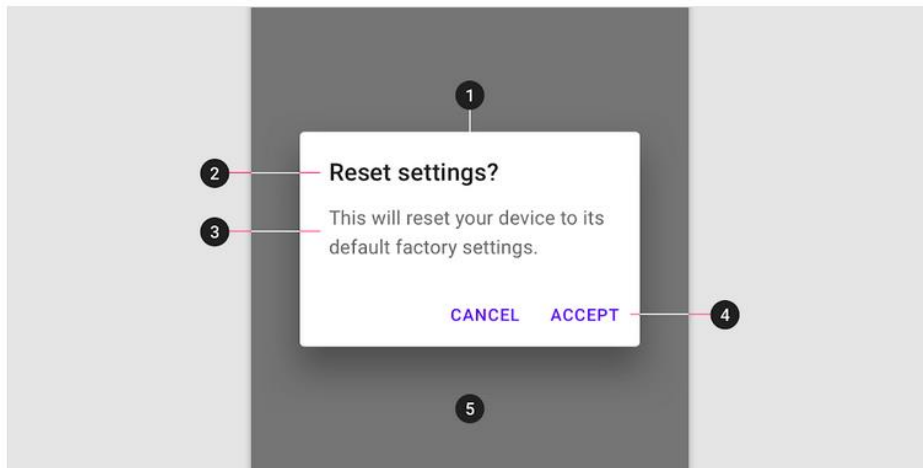 1
2
Reset settings?
3
This will reset your device to its
default factory settings.
CANCEL ACCEPT
4
5